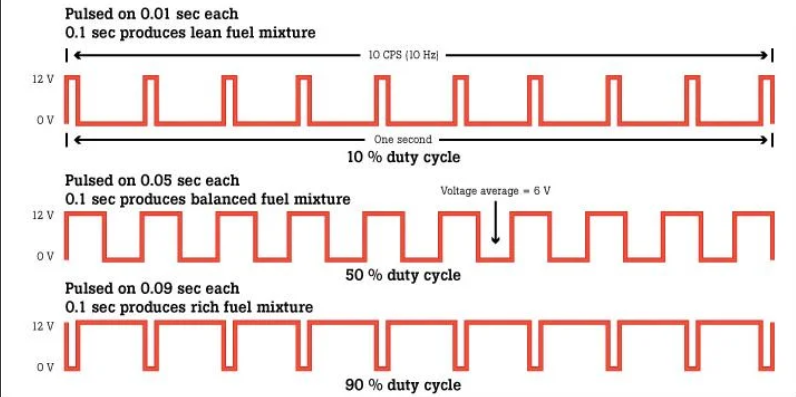 Pulsed on 0.01 sec each
0.1 sec produces lean fuel mixture
10 CPS (10 Hz)
12 V
0 V
One second
10 % duty cycle
Pulsed on 0.05 sec each
0.1 sec produces balanced fuel mixture
Voltage average = 6 V
12 V
0 V
50 % duty cycle
Pulsed on 0.09 sec each
0.1 sec produces rich fuel mixture
12 V
0 V
90 % duty cycle